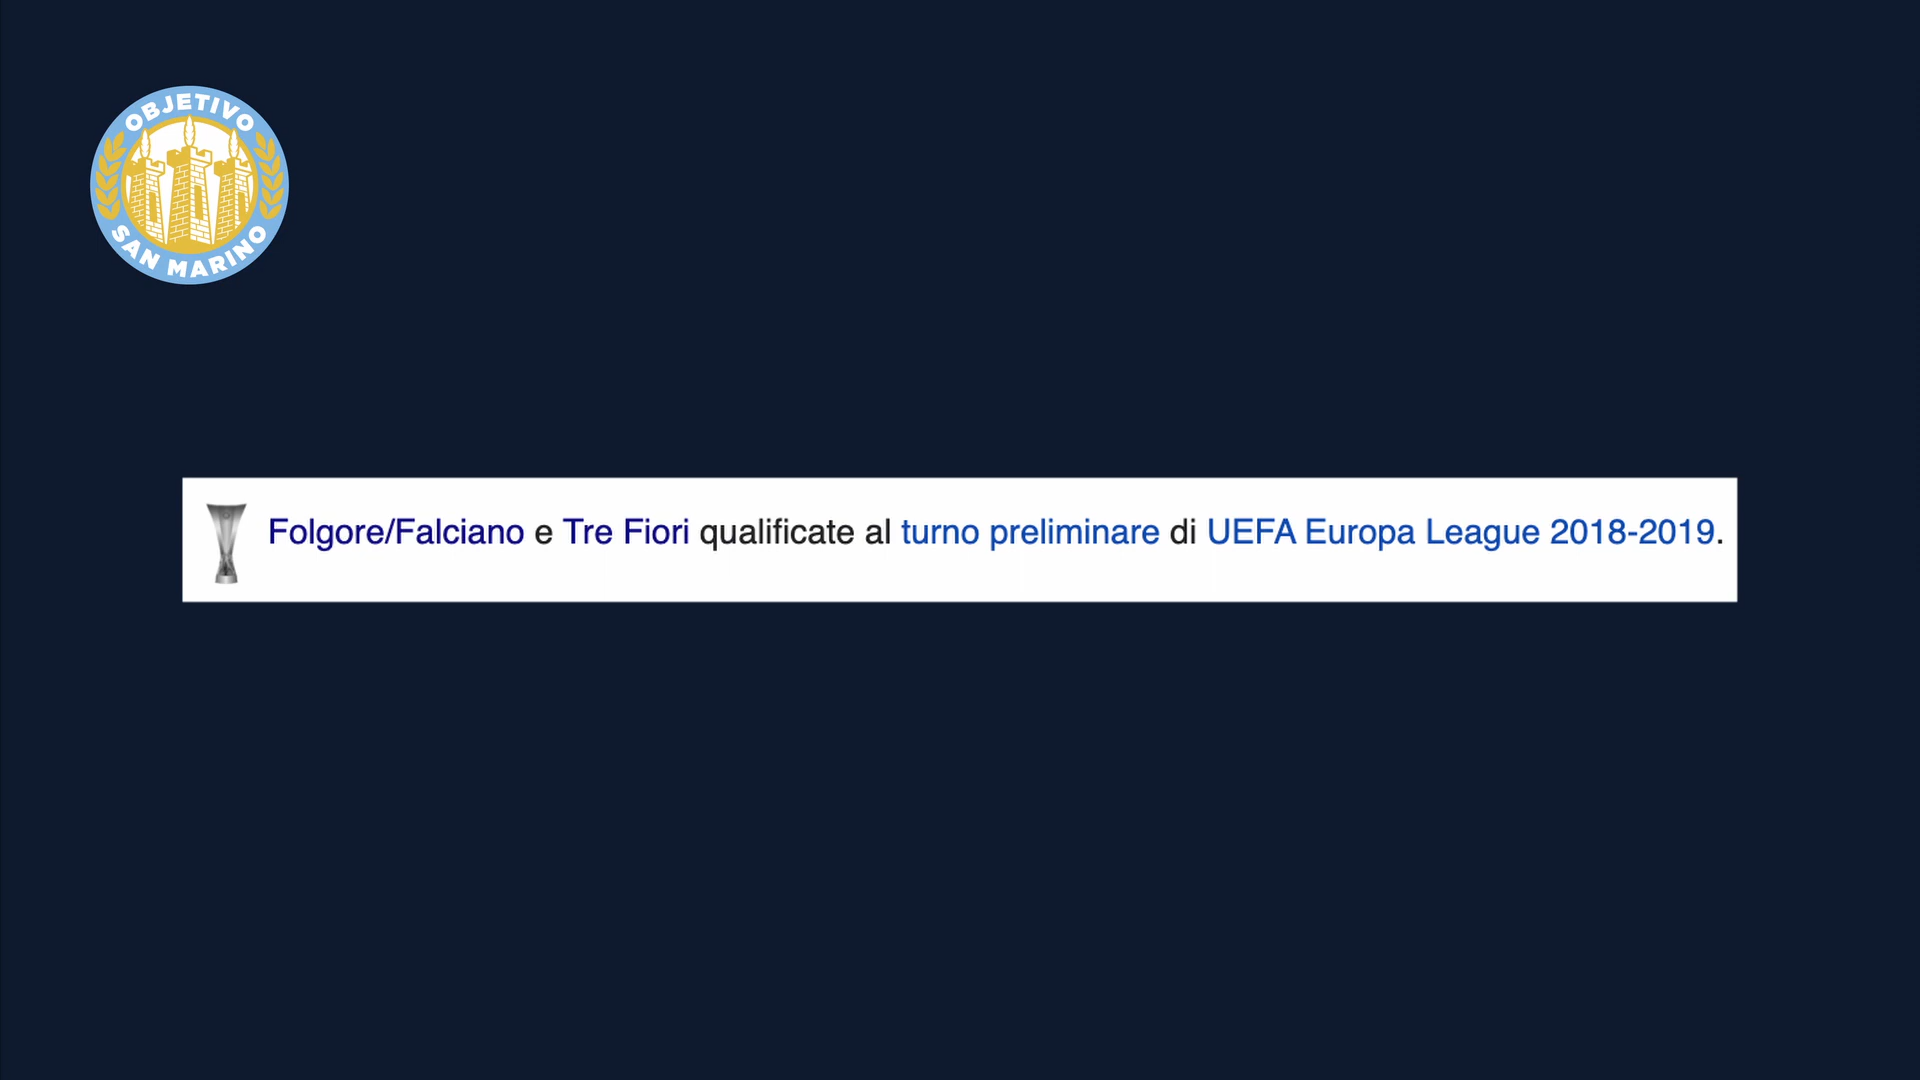 OBJETIVO
SAN MARINO
Folgore/Falciano e Tre Fiori qualificate al turno preliminare di UEFA Europa League 2018-2019.